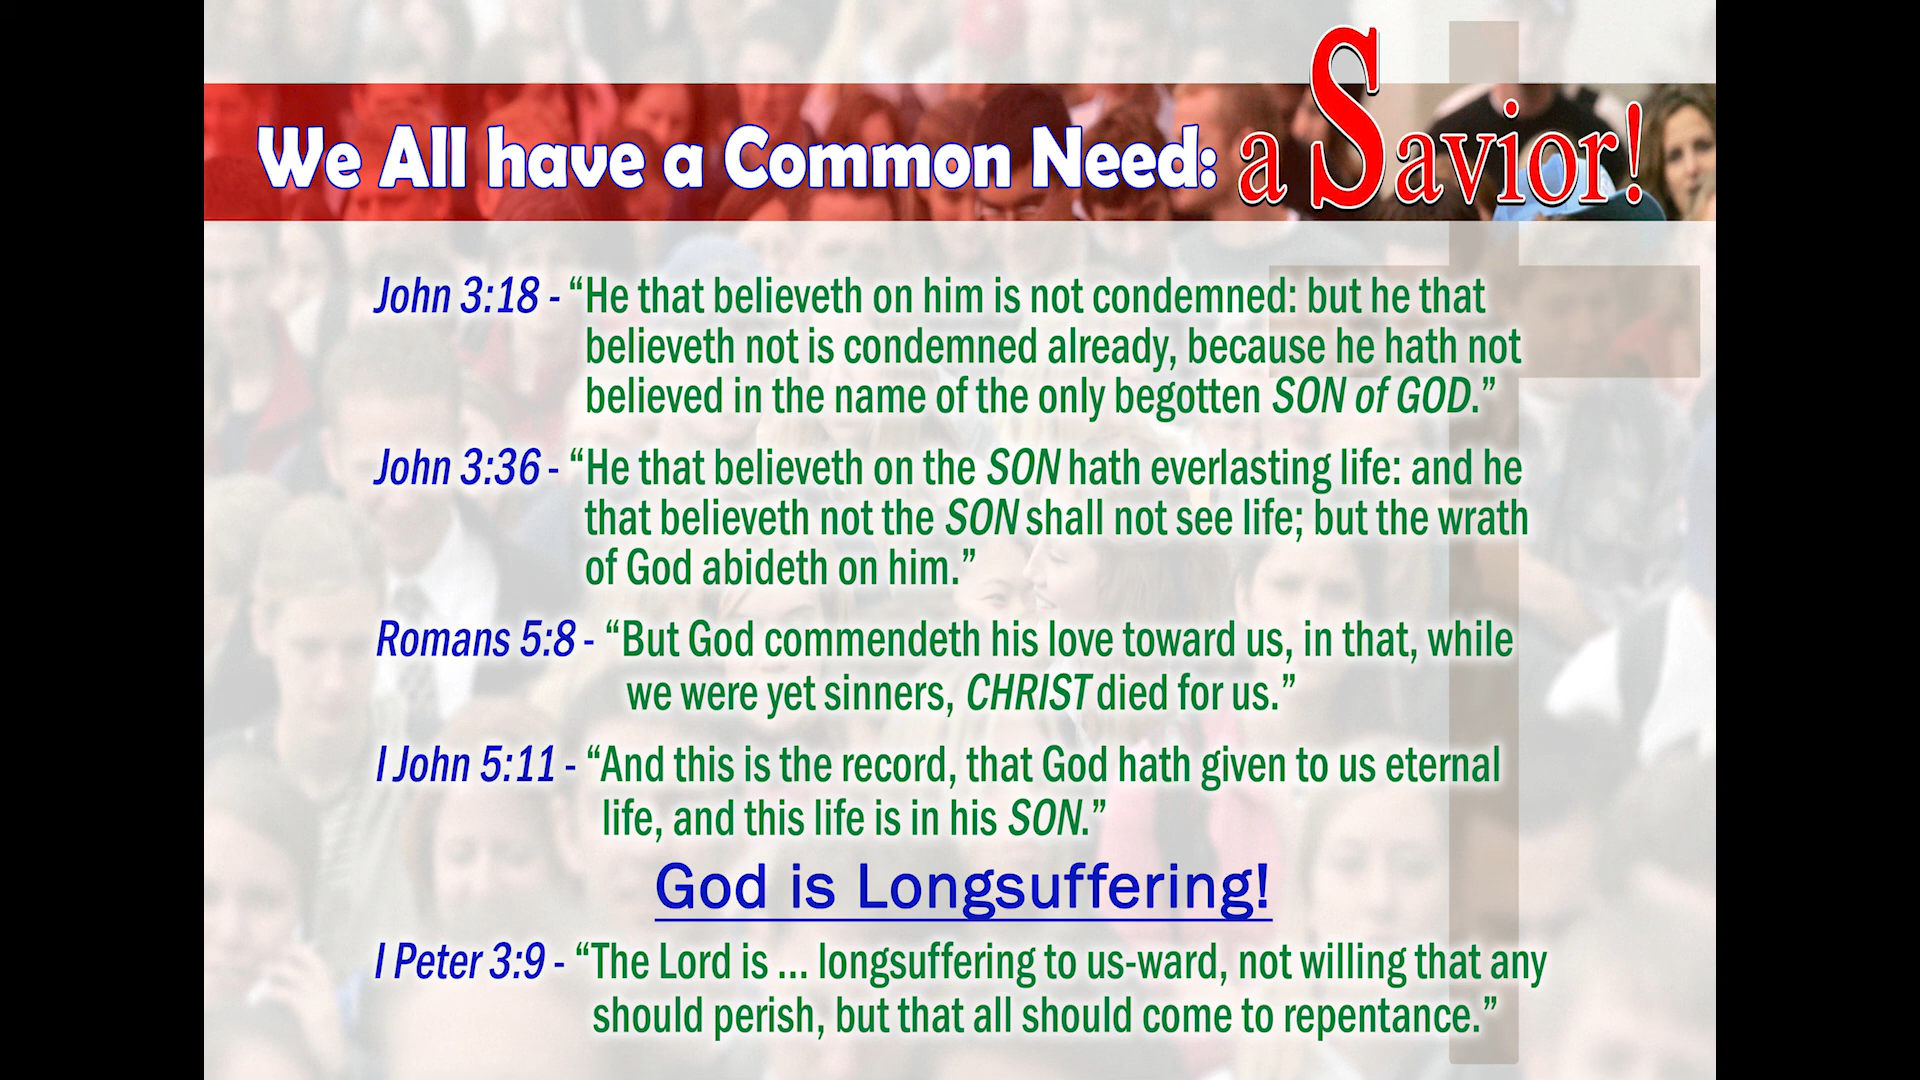 We All have a Common Need: a Savior!
John 3:18 - “He that believeth on him is not condemned: but he that
believeth not is condemned already, because he hath not
believed in the name of the only begotten SON of GOD.”
John 3:36 - “He that believeth on the SON hath everlasting life: and he
that believeth not the SON shall not see life; but the wrath
of God abideth on him.”
Romans 5:8 - “But God commendeth his love toward us, in that, while
we were yet sinners, CHRIST died for us.”
I John 5:11 - “And this is the record, that God hath given to us eternal
life, and this life is in his SON.”
God is Longsuffering!
I Peter 3:9 - “The Lord is ... longsuffering to us-ward, not willing that any
should perish, but that all should come to repentance.”